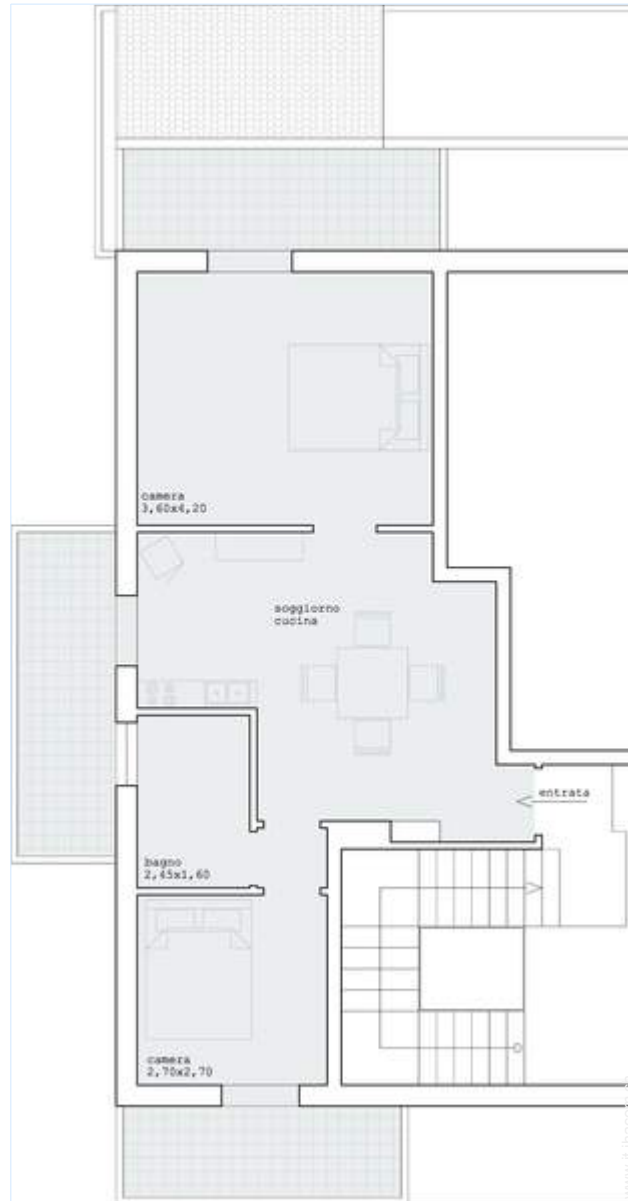 camera
3,60x4,20
soggiorno
cucina
entrata
bagno
2,45x1,60
camera
2,70x2,70